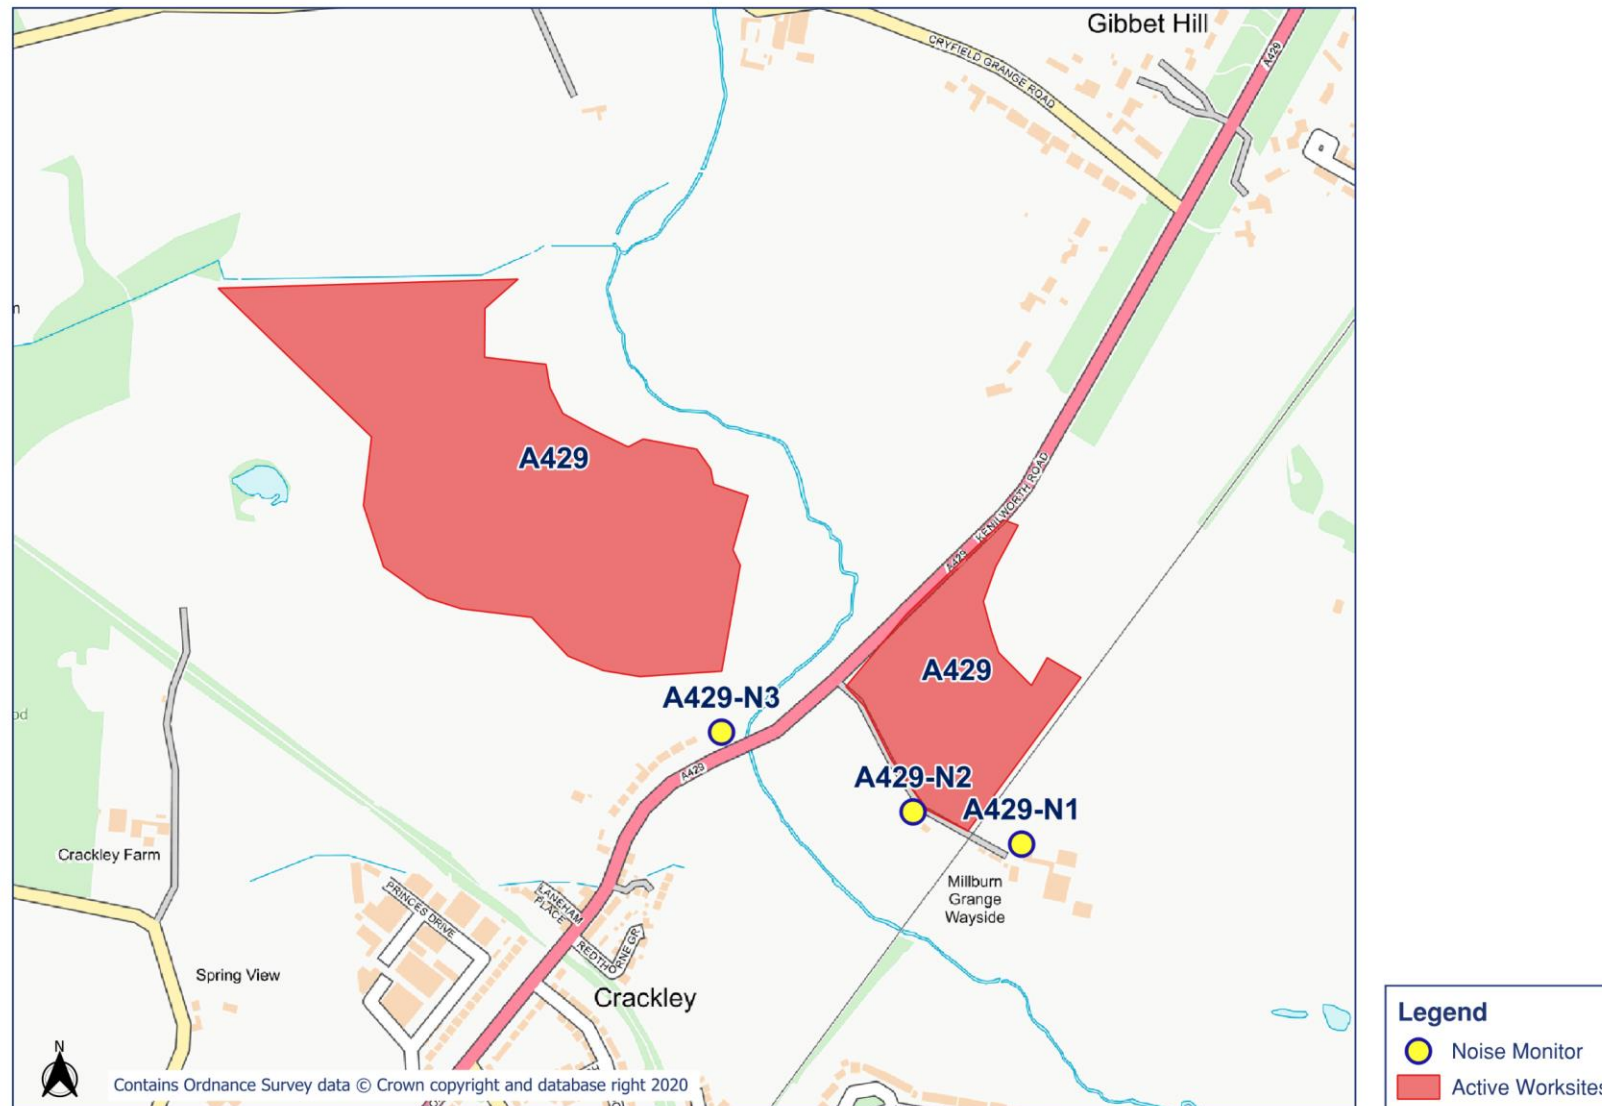 Gibbet Hill
A429
CRYFIELD GRANGE ROAD
A429
KENILWORTH ROAD
A429
A429
A429-N3
A429
A429-N2
A429-N1
Millburn
Grange
Wayside
Crackley Farm
PRINCES DRIVE
LANEHAM
PLACE
REDTHORNE GR
Spring View
Crackley
N
Contains Ordnance Survey data © Crown copyright and database right 2020
Legend
Noise Monitor
Active Worksites